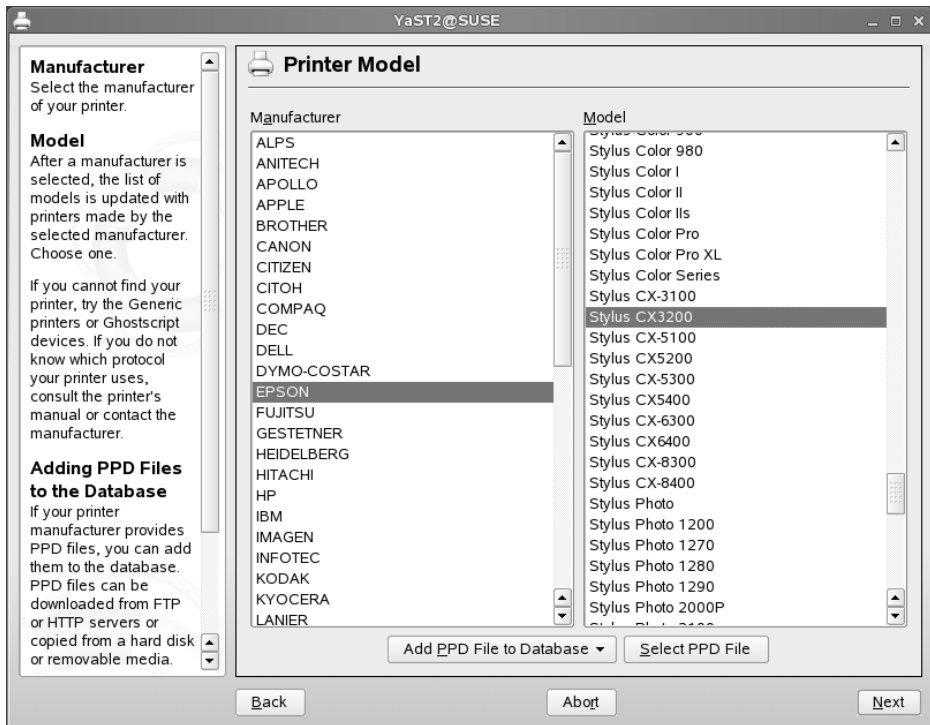 YaST2@SUSE
Manufacturer
Select the manufacturer
of your printer.
Model
After a manufacturer is
selected, the list of
models is updated with
printers made by the
selected manufacturer.
Choose one.
If you cannot find your
printer, try the Generic
printers or Ghostscript
devices. If you do not
know which protocol
your printer uses,
consult the printer's
manual or contact the
manufacturer.
Adding PPD Files
to the Database
If your printer
manufacturer provides
PPD files, you can add
them to the database.
PPD files can be
downloaded from FTP
or HTTP servers or
copied from a hard disk
or removable media.
Printer Model
Manufacturer
ALPS
ANITECH
APOLLO
APPLE
BROTHER
CANON
CITIZEN
CITOH
COMPAQ
DEC
DELL
DYMO-COSTAR
EPSON
FUJITSU
GESTETNER
HEIDELBERG
HITACHI
HP
IBM
IMAGEN
INFOTEC
KODAK
KYOCERA
LANIER
Model
Stylus Color 980
Stylus Color I
Stylus Color II
Stylus Color IIs
Stylus Color Pro
Stylus Color Pro XL
Stylus Color Series
Stylus CX-3100
Stylus CX3200
Stylus CX-5100
Stylus CX5200
Stylus CX-5300
Stylus CX5400
Stylus CX-6300
Stylus CX6400
Stylus CX-8300
Stylus CX-8400
Stylus Photo
Stylus Photo 1200
Stylus Photo 1270
Stylus Photo 1280
Stylus Photo 1290
Stylus Photo 2000P
Add PPD File to Database
Select PPD File
Back
Abort
Next